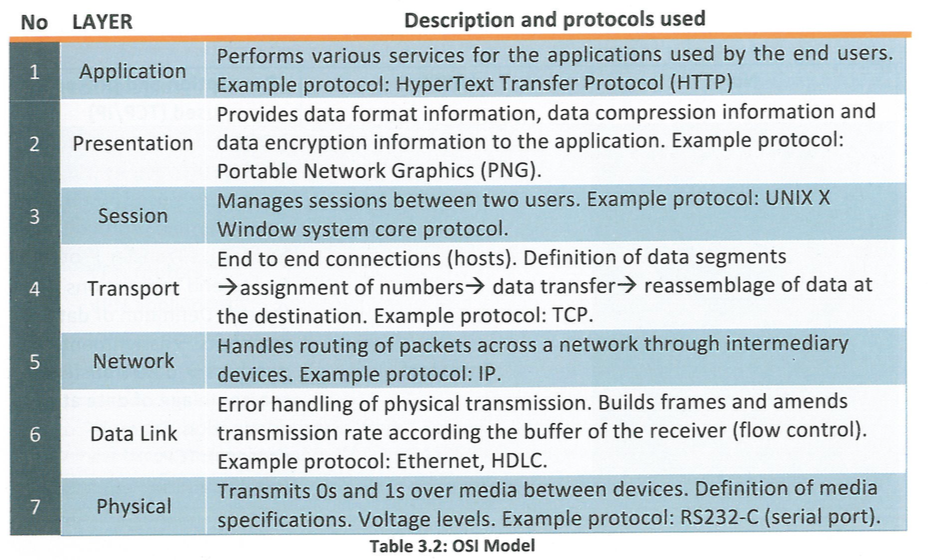 No LAYER Description and protocols used
1 Application Performs various services for the applications used by the end users.
Example protocol: HyperText Transfer Protocol (HTTP)
2 Presentation Provides data format information, data compression information and
data encryption information to the application. Example protocol:
Portable Network Graphics (PNG).
3 Session Manages sessions between two users. Example protocol: UNIX X
Window system core protocol.
4 Transport End to end connections (hosts). Definition of data segments
→assignment of numbers→ data transfer→ reassemblage of data at
the destination. Example protocol: TCP.
5 Network Handles routing of packets across a network through intermediary
devices. Example protocol: IP.
6 Data Link Error handling of physical transmission. Builds frames and amends
transmission rate according the buffer of the receiver (flow control).
Example protocol: Ethernet, HDLC.
7 Physical Transmits 0s and 1s over media between devices. Definition of media
specifications. Voltage levels. Example protocol: RS232-C (serial port).
Table 3.2: OSI Model